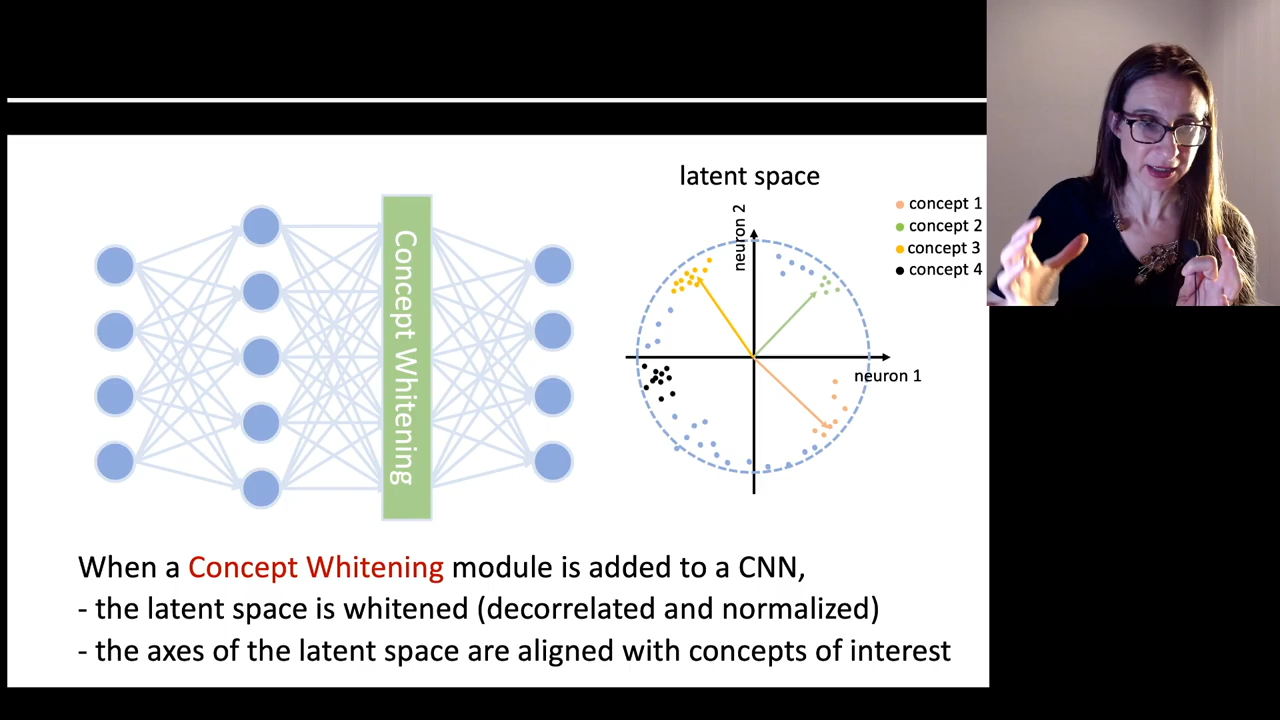 latent space
concept 1
concept 2
concept 3
concept 4
neuron 2
neuron 1
Concept Whitening
When a Concept Whitening module is added to a CNN,
- the latent space is whitened (decorrelated and normalized)
- the axes of the latent space are aligned with concepts of interest